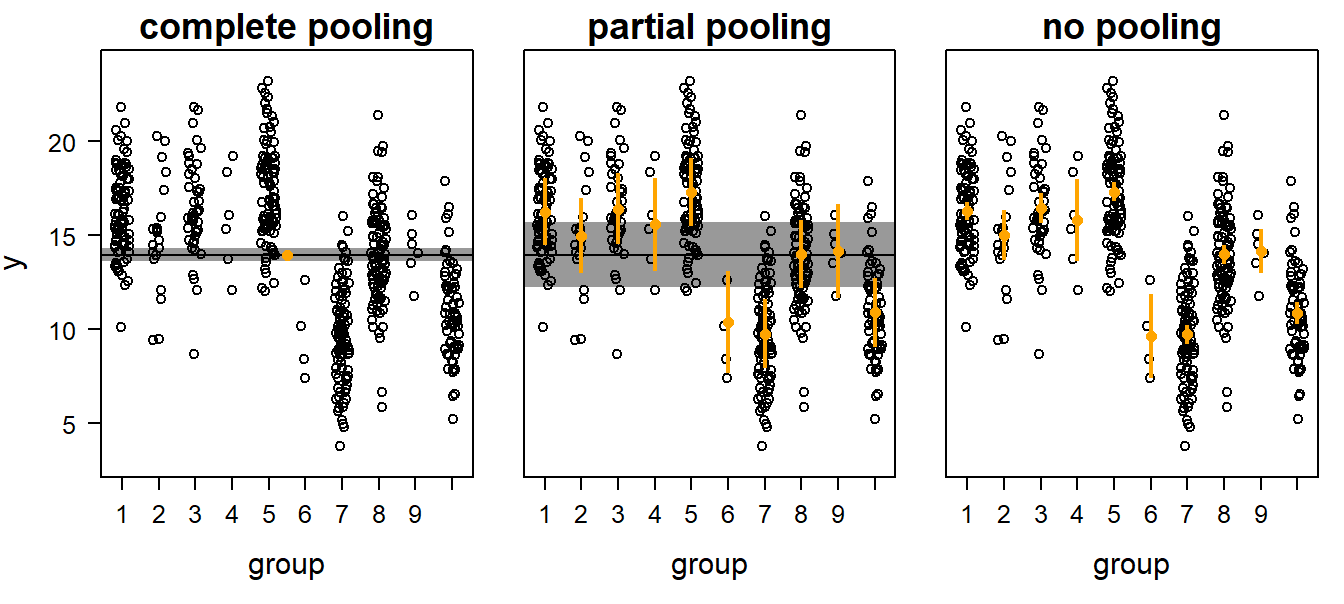 complete pooling
partial pooling
no pooling
y
20
15
10
5
1 2 3 4 5 6 7 8 9
1 2 3 4 5 6 7 8 9
1 2 3 4 5 6 7 8 9
group
group
group